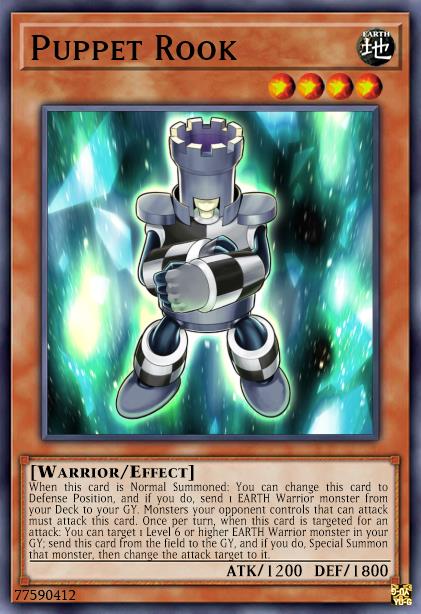 Puppet Rook
EARTH
地
[Warrior/Effect]
When this card is Normal Summoned: You can change this card to
Defense Position, and if you do, send 1 EARTH Warrior monster from
your Deck to your GY. Monsters your opponent controls that can attack
must attack this card. Once per turn, when this card is targeted for an
attack: You can target 1 Level 6 or higher EARTH Warrior monster in your
GY; send this card from the field to the GY, and if you do, Special Summon
that monster, then change the attack target to it.
ATK/1200 DEF/1800
77590412